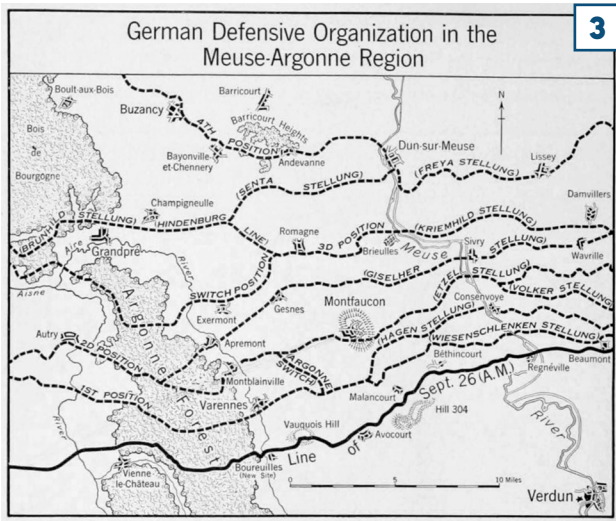 3
German Defensive Organization in the
Meuse-Argonne Region
Boult-aux-Bois
Barricourt
N
Buzancy
Bois
de
Bourgogne
4TH
POSITION
Barricourt Heights
Bayonville-
et-Chennery
Andevanne
Dun-sur-Meuse
(FREYA STELLUNG)
Lissey
(SENTA STELLUNG)
Damvillers
Champigneulle
(BRUNHILD STELLUNG)
(HINDENBURG LINE)
Aire
Grandpré
River
Romagne
3D POSITION
(KRIEMHILD STELLUNG)
Brieulles
Meuse
Sivry
Wavrille
(GISELHER STELLUNG)
(ETZEL STELLUNG)
(VOLKER STELLUNG)
Aisne
SWITCH POSITION
Exermont
Gesnes
Montfaucon
Consenvoye
(HAGEN STELLUNG)
(WIESENSCHLENKEN STELLUNG)
Autry
2D POSITION
Argonne Forest
Apremont
Montblainville
(ARGONNE
SWITCH)
Béthincourt
Regnéville
Beaumont
1ST POSITION
Varennes
Malancourt
Hill 304
River
Vauquois Hill
Avocourt
Line of Sept. 26 (A.M.)
River
Vienne
le-Château
Boureuilles
(New Site)
0
5
10 Miles
Verdun